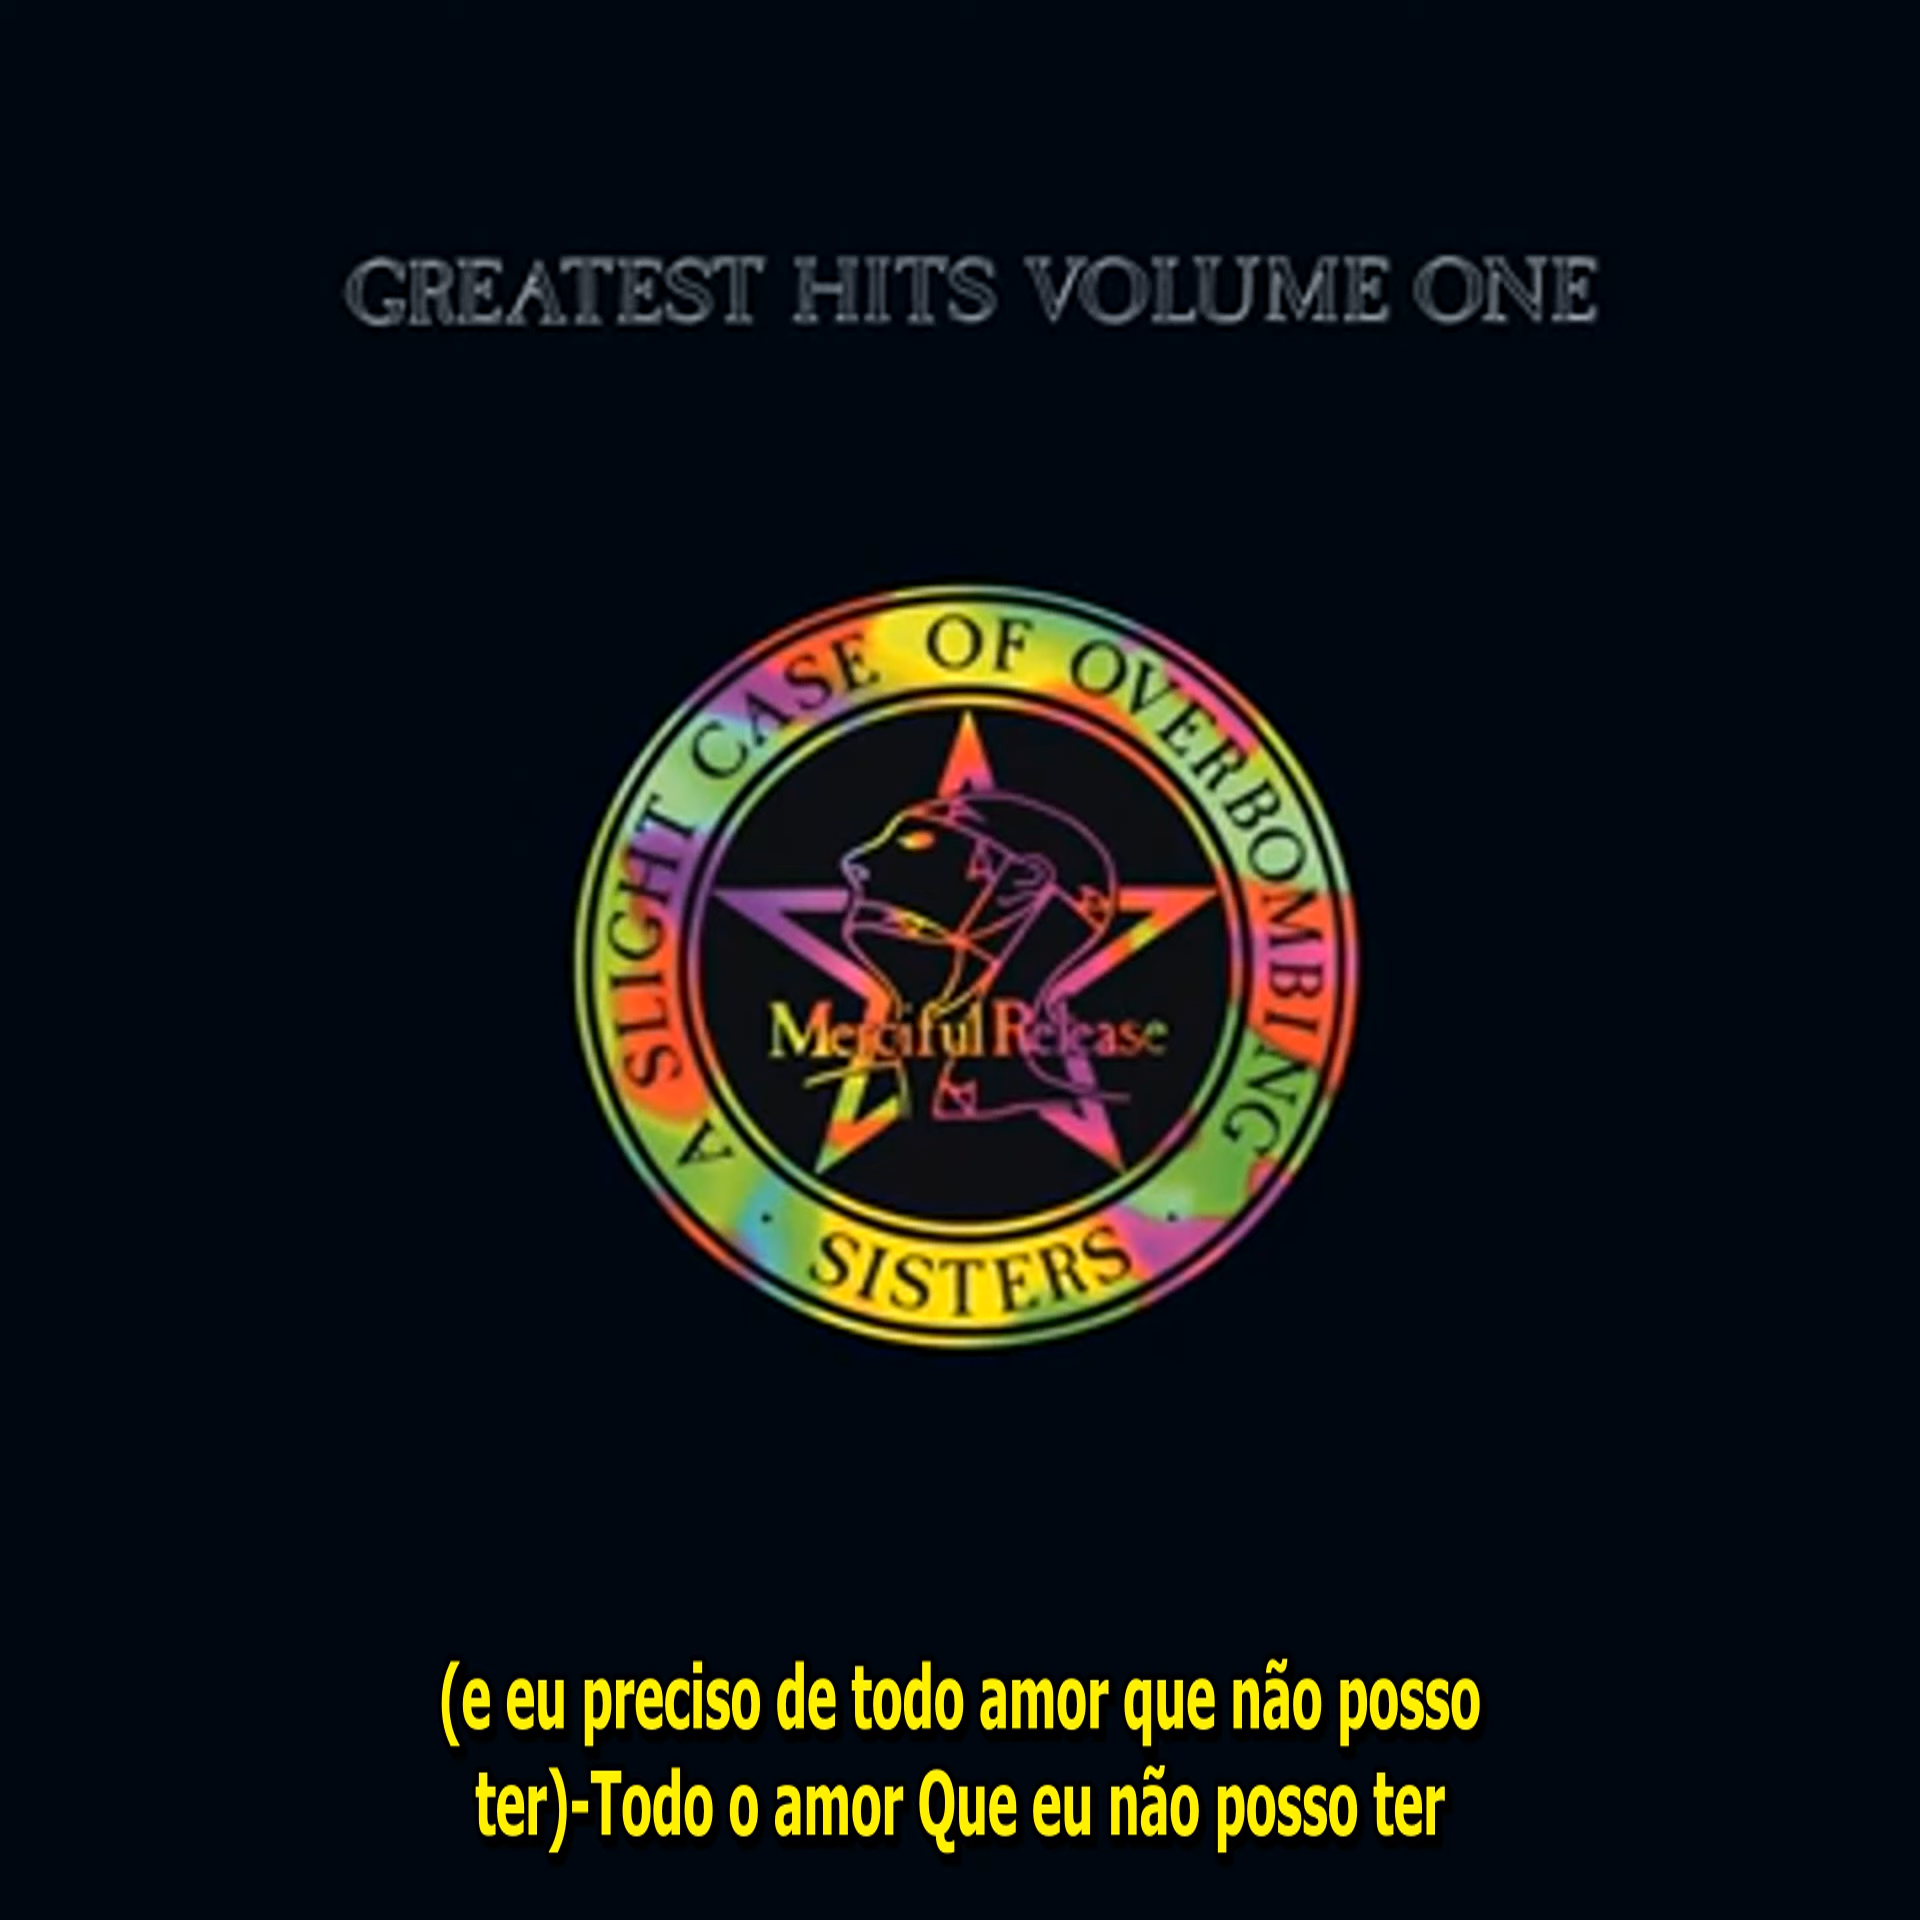 GREATEST HITS VOLUME ONE
A SLIGHT CASE OF OVERBOMBING
Merciful Release
· SISTERS ·
(e eu preciso de todo amor que não posso
ter)-Todo o amor Que eu não posso ter